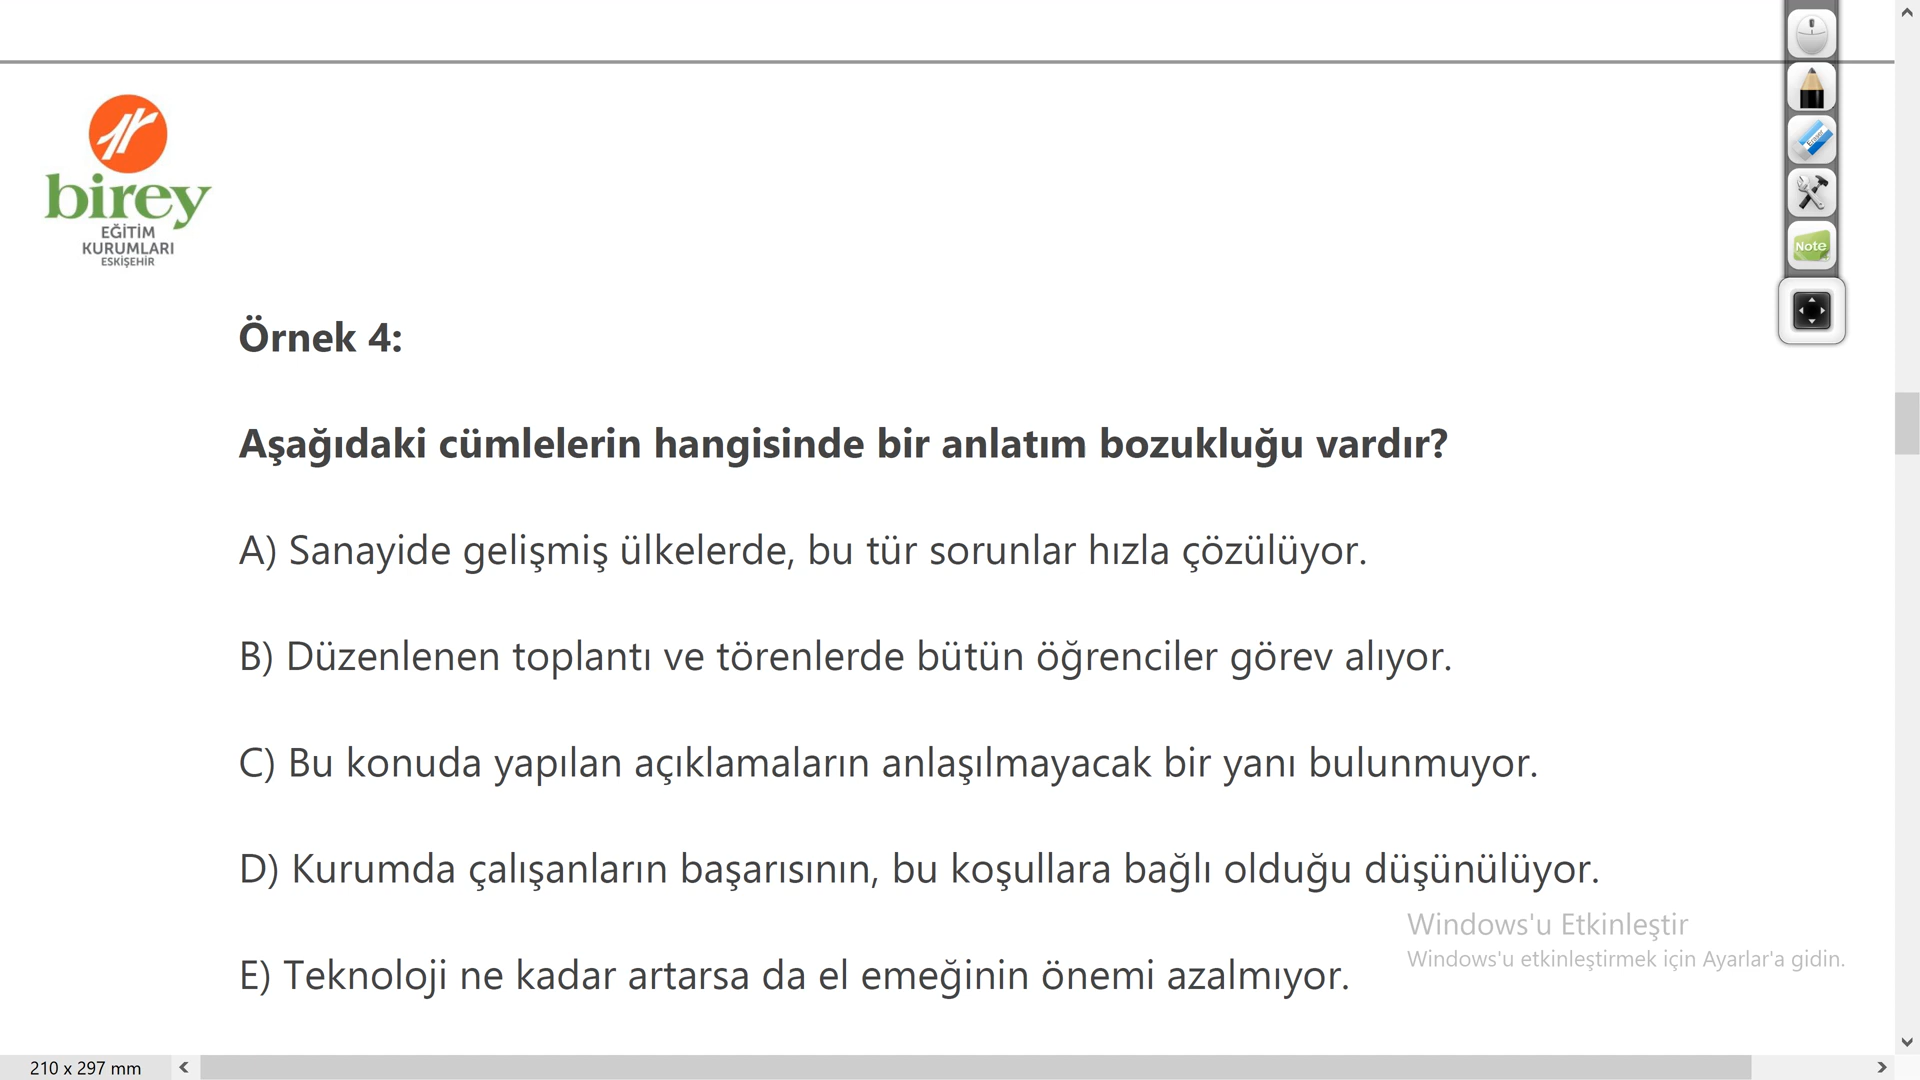 birey
EĞİTİM
KURUMLARI
ESKİŞEHİR
Note
Örnek 4:
Aşağıdaki cümlelerin hangisinde bir anlatım bozukluğu vardır?
A) Sanayide gelişmiş ülkelerde, bu tür sorunlar hızla çözülüyor.
B) Düzenlenen toplantı ve törenlerde bütün öğrenciler görev alıyor.
C) Bu konuda yapılan açıklamaların anlaşılmayacak bir yanı bulunmuyor.
D) Kurumda çalışanların başarısının, bu koşullara bağlı olduğu düşünülüyor.
Windows'u Etkinleştir
Windows'u etkinleştirmek için Ayarlar'a gidin.
E) Teknoloji ne kadar artarsa da el emeğinin önemi azalmıyor.
210 x 297 mm